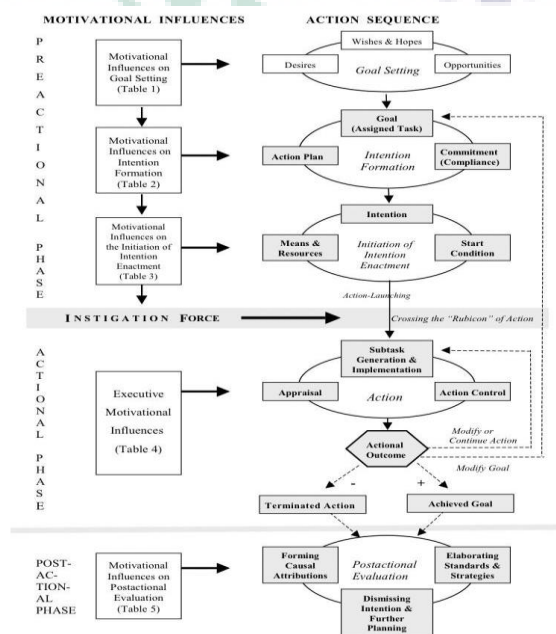 MOTIVATIONAL INFLUENCES
ACTION SEQUENCE
PREACTIONAL PHASE
Motivational
Influences on
Goal Setting
(Table 1)
Wishes & Hopes
Desires
Goal Setting
Opportunities
Motivational
Influences on
Intention
Formation
(Table 2)
Goal
(Assigned Task)
Action Plan
Intention
Formation
Commitment
(Compliance)
Motivational
Influences on
the Initiation of
Intention
Enactment
(Table 3)
Intention
Means &
Resources
Initiation of
Intention
Enactment
Start
Condition
Action-Launching
INSTIGATION FORCE
Crossing the "Rubicon" of Action
ACTIONAL PHASE
Executive
Motivational
Influences
(Table 4)
Subtask
Generation &
Implementation
Appraisal
Action
Action Control
Modify or
Continue Action
Actional
Outcome
Modify Goal
-
+
Terminated Action
Achieved Goal
POST-
AC-
TION-
AL
PHASE
Motivational
Influences on
Postactional
Evaluation
(Table 5)
Forming
Causal
Attributions
Postactional
Evaluation
Elaborating
Standards &
Strategies
Dismissing
Intention &
Further
Planning